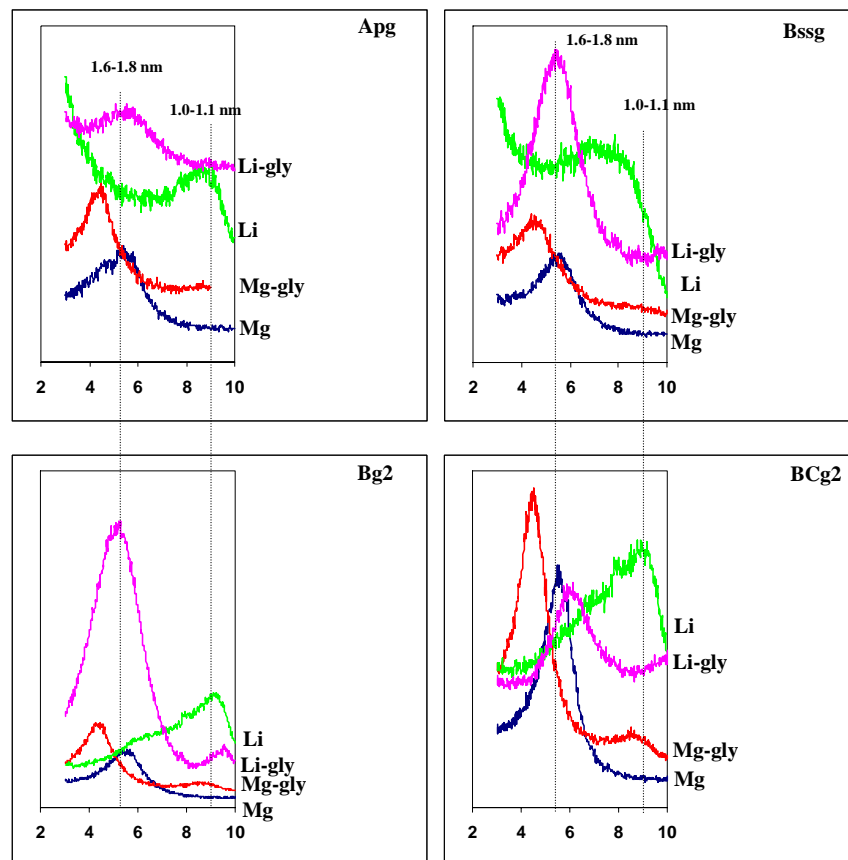 Apg
1.6-1.8 nm
1.0-1.1 nm
Li-gly
Li
Mg-gly
Mg
2 4 6 8 10
Bssg
1.6-1.8 nm
1.0-1.1 nm
Li-gly
Li
Mg-gly
Mg
2 4 6 8 10
Bg2
Li
Li-gly
Mg-gly
Mg
2 4 6 8 10
BCg2
Li
Li-gly
Mg-gly
Mg
2 4 6 8 10